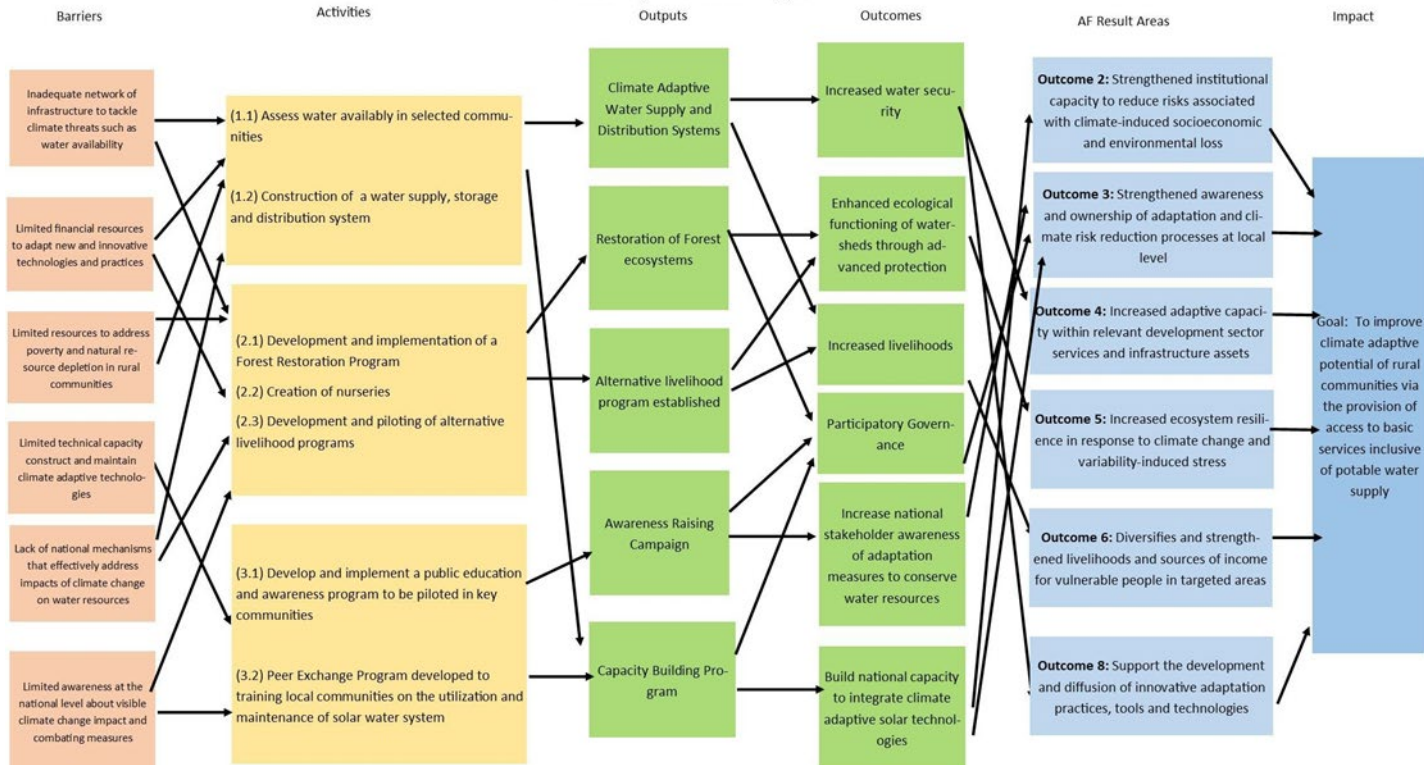 Barriers
Activities
Outputs
Outcomes
AF Result Areas
Impact
Inadequate network of
infrastructure to tackle
climate threats such as
water availability
Limited financial resources
to adapt new and innovative
technologies and practices
Limited resources to address
poverty and natural re-
source depletion in rural
communities
Limited technical capacity
construct and maintain
climate adaptive technolo-
gies
Lack of national mechanisms
that effectively address
impacts of climate change
on water resources
Limited awareness at the
national level about visible
climate change impact and
combating measures
(1.1) Assess water availably in selected commu-
nities
(1.2) Construction of  a water supply, storage
and distribution system
(2.1) Development and implementation of a
Forest Restoration Program
(2.2) Creation of nurseries
(2.3) Development and piloting of alternative
livelihood programs
(3.1) Develop and implement a public education
and awareness program to be piloted in key
communities
(3.2) Peer Exchange Program developed to
training local communities on the utilization and
maintenance of solar water system
Climate Adaptive
Water Supply and
Distribution Systems
Restoration of Forest
ecosystems
Alternative livelihood
program established
Awareness Raising
Campaign
Capacity Building Pro-
gram
Increased water secu-
rity
Enhanced ecological
functioning of water-
sheds through ad-
vanced protection
Increased livelihoods
Participatory Govern-
ance
Increase national
stakeholder awareness
of adaptation
measures to conserve
water resources
Build national capacity
to integrate climate
adaptive solar technol-
ogies
Outcome 2: Strengthened institutional
capacity to reduce risks associated
with climate-induced socioeconomic
and environmental loss
Outcome 3: Strengthened awareness
and ownership of adaptation and cli-
mate risk reduction processes at local
level
Outcome 4: Increased adaptive capac-
ity within relevant development sector
services and infrastructure assets
Outcome 5: Increased ecosystem resili-
ence in response to climate change and
variability-induced stress
Outcome 6: Diversifies and strength-
ened livelihoods and sources of income
for vulnerable people in targeted areas
Outcome 8: Support the development
and diffusion of innovative adaptation
practices, tools and technologies
Goal:  To improve
climate adaptive
potential of rural
communities via
the provision of
access to basic
services inclusive
of potable water
supply